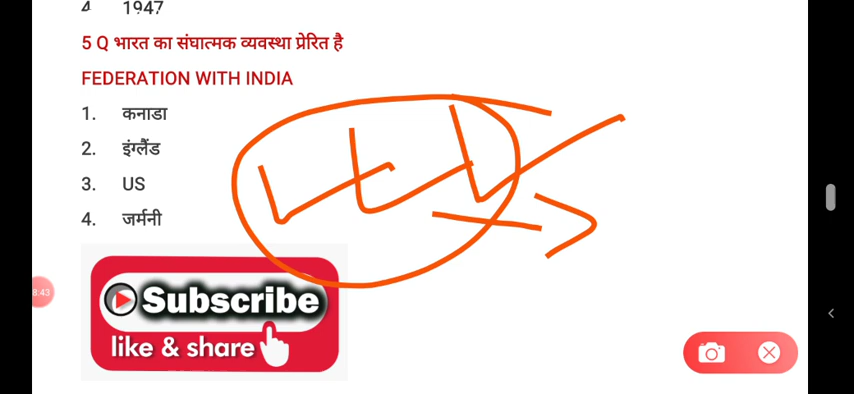 4 1947
5 Q भारत का संघात्मक व्यवस्था प्रेरित है
FEDERATION WITH INDIA
1. कनाडा
2. इंग्लैंड
3. US
4. जर्मनी
Subscribe
like & share
8:43